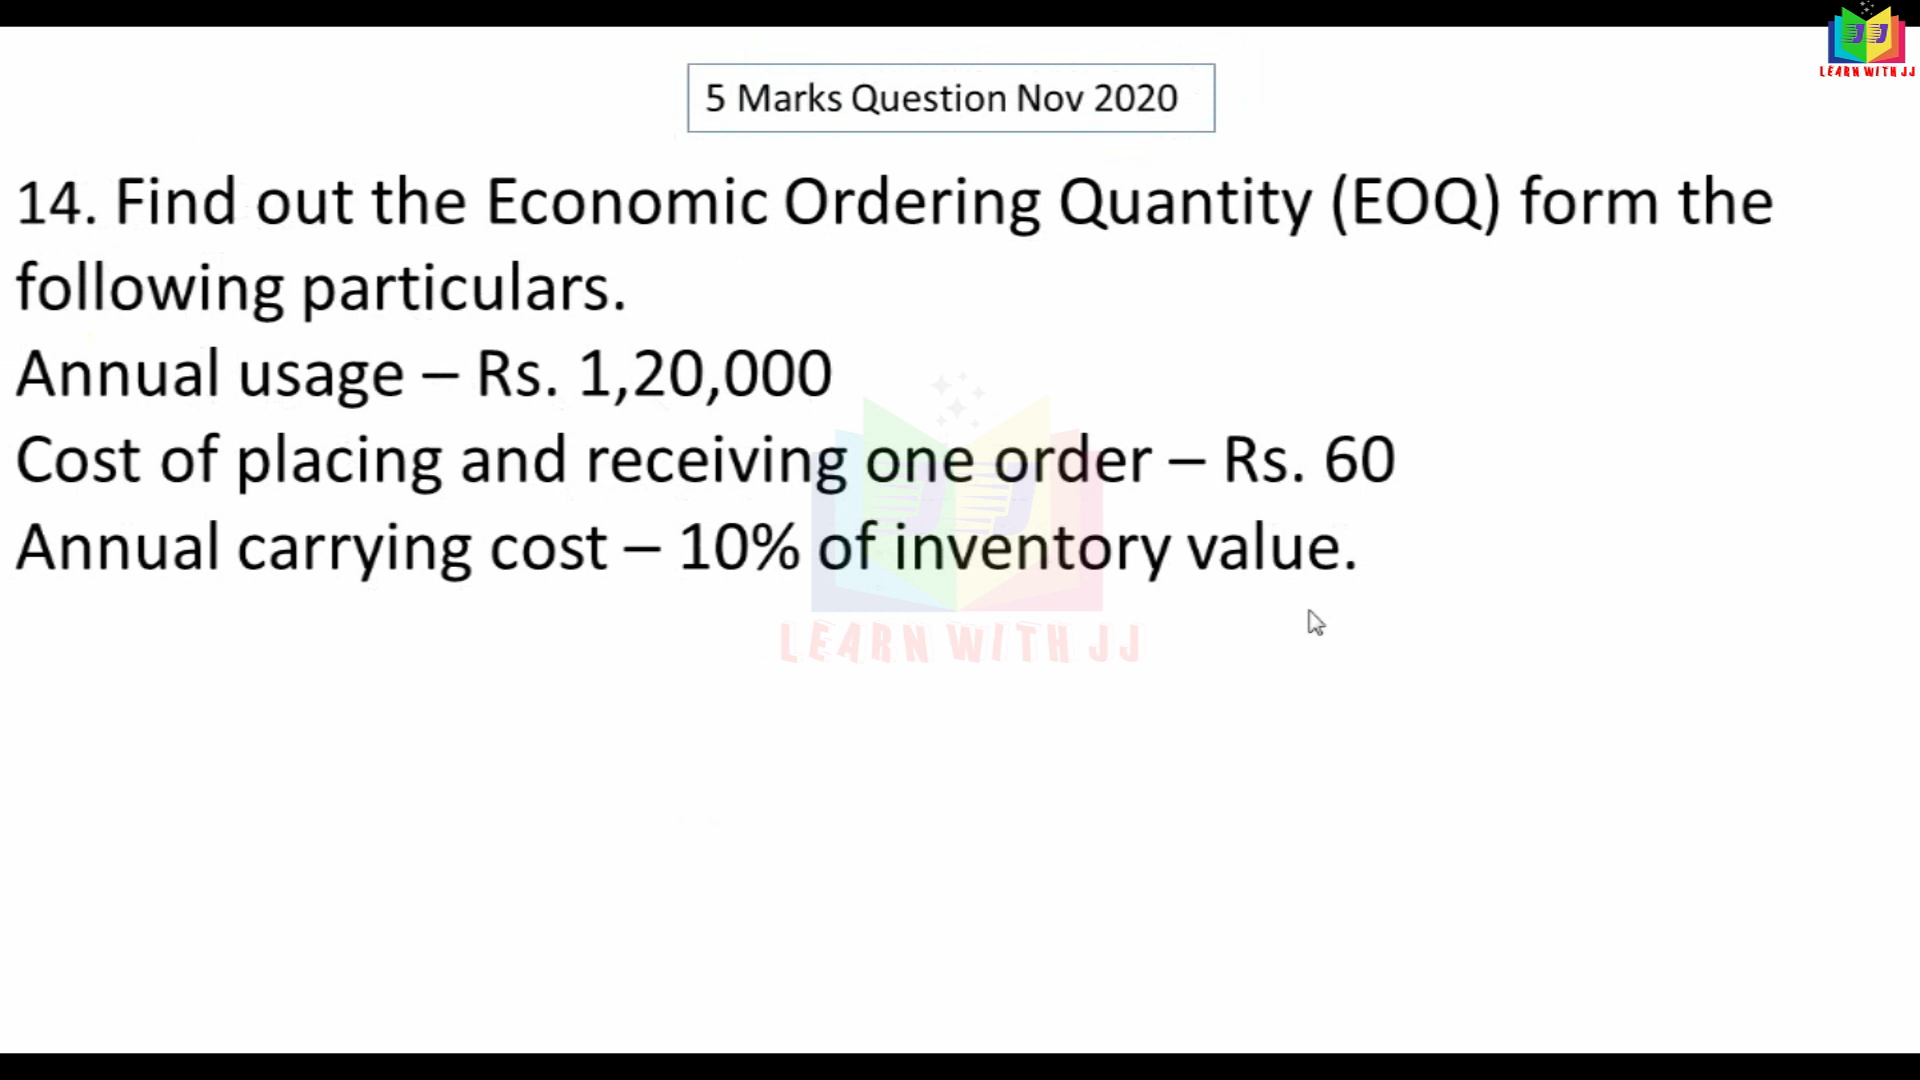 LEARN WITH JJ
5 Marks Question Nov 2020
14. Find out the Economic Ordering Quantity (EOQ) form the
following particulars.
Annual usage – Rs. 1,20,000
Cost of placing and receiving one order – Rs. 60
Annual carrying cost – 10% of inventory value.
JJ
LEARN WITH JJ